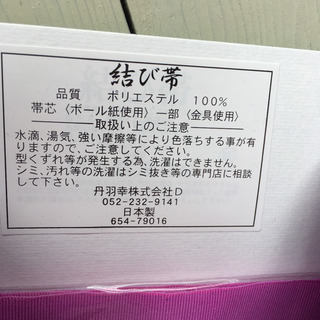 結び帯
品質　ポリエステル　100%
帯芯〈ボール紙使用〉一部〈金具使用〉
取扱い上のご注意
水滴、湯気、強い摩擦等により色落ちする事が有
りますので、ご注意してください。
型くずれ等が発生する為、洗濯はできません。
シミ、汚れ等の洗濯はシミ抜き等の専門店に相談
して下さい。
丹羽幸株式会社D
052-232-9141
日本製
654-79016